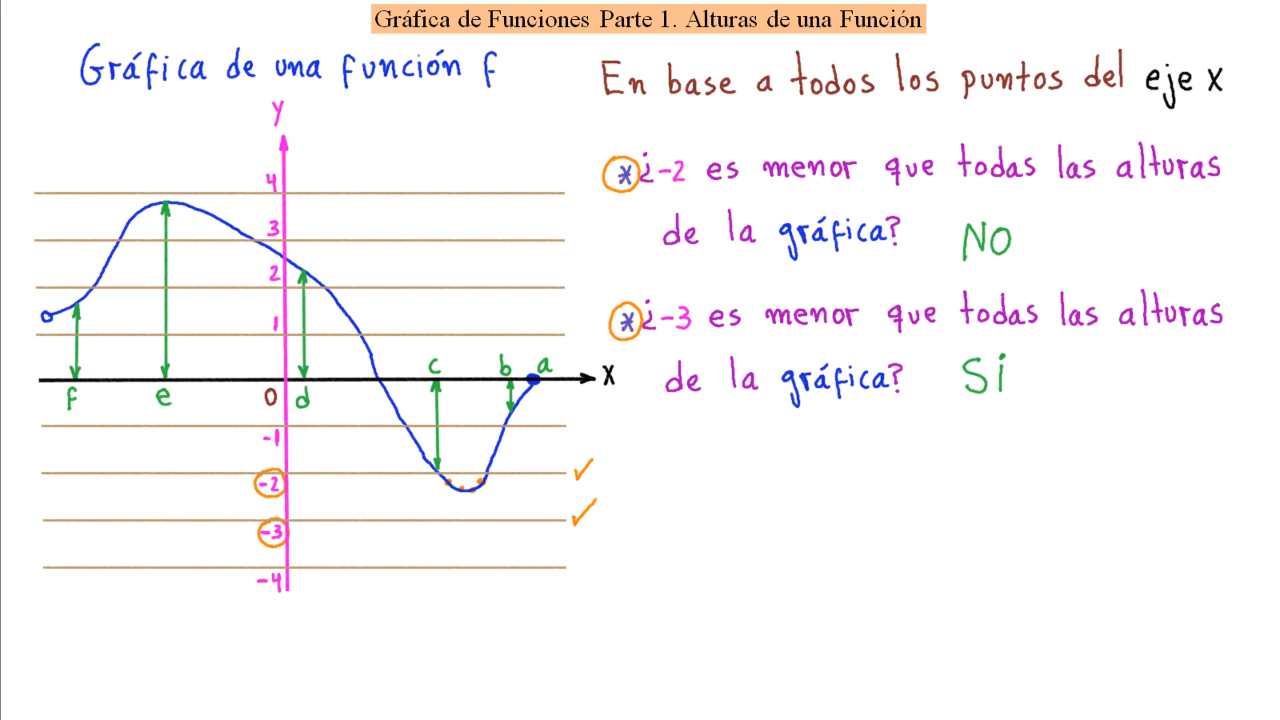 Gráfica de Funciones Parte 1. Alturas de una Función
Gráfica de una función f
En base a todos los puntos del eje x
*¿-2 es menor que todas las alturas
de la gráfica? NO
*¿-3 es menor que todas las alturas
de la gráfica? SÍ
y
4
3
2
1
c b a x
f e 0 d
-1
-2
-3
-4